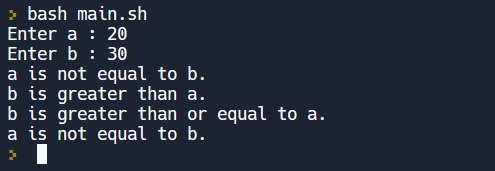 > bash main.sh
Enter a : 20
Enter b : 30
a is not equal to b.
b is greater than a.
b is greater than or equal to a.
a is not equal to b.
>